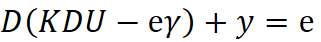 D(KDU − eγ) + y = e